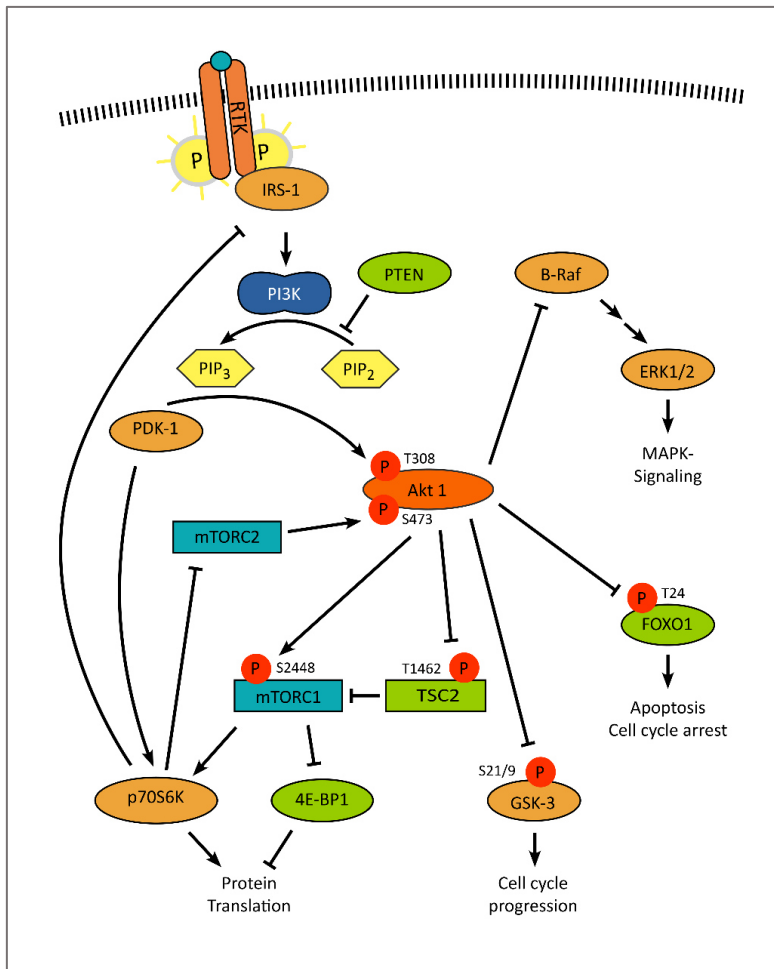 RTK
P
P
IRS-1
PI3K
PTEN
B-Raf
PIP3
PIP2
ERK1/2
PDK-1
MAPK-
Signaling
P
T308
Akt 1
P
S473
mTORC2
P
T24
FOXO1
P
S2448
mTORC1
T1462
P
TSC2
Apoptosis
Cell cycle arrest
S21/9
P
GSK-3
p70S6K
4E-BP1
Protein
Translation
Cell cycle
progression